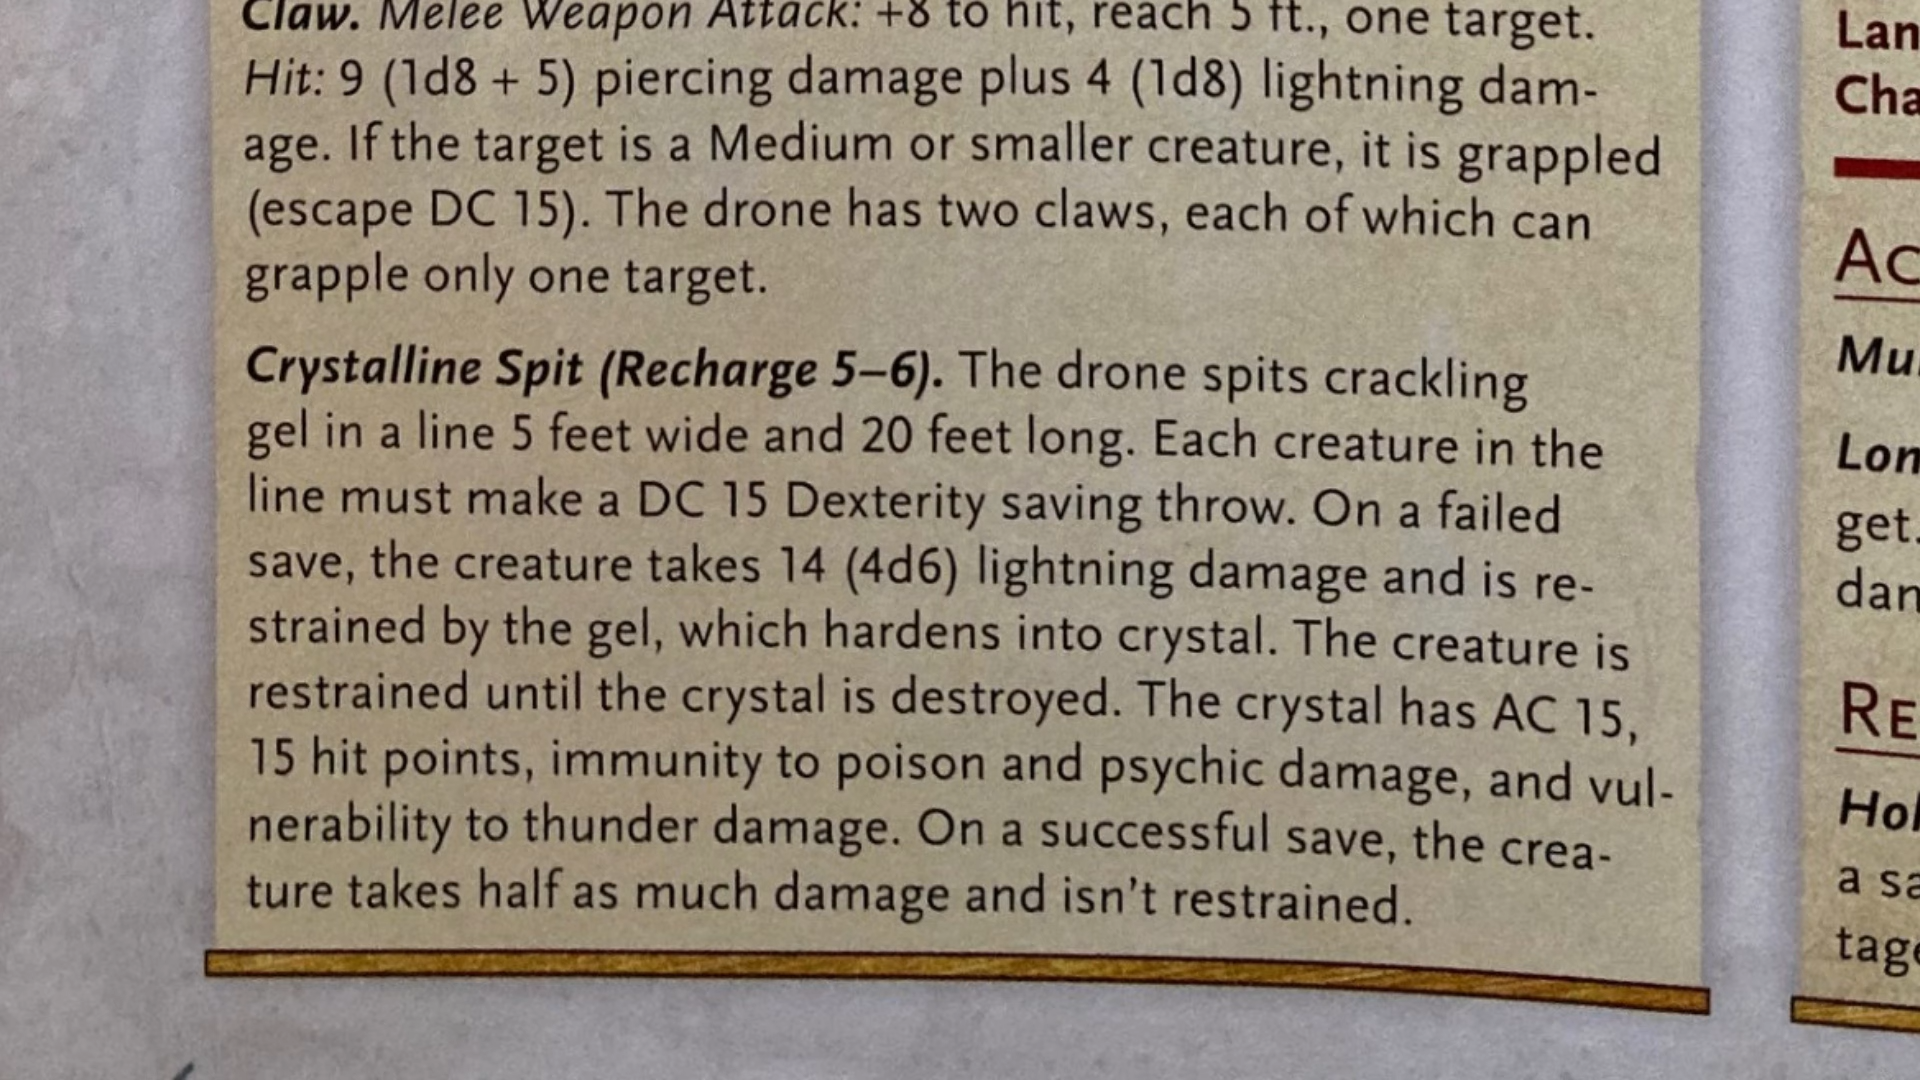 Claw. Melee Weapon Attack: +8 to hit, reach 5 ft., one target.
Hit: 9 (1d8 + 5) piercing damage plus 4 (1d8) lightning dam-
age. If the target is a Medium or smaller creature, it is grappled
(escape DC 15). The drone has two claws, each of which can
grapple only one target.
Crystalline Spit (Recharge 5–6). The drone spits crackling
gel in a line 5 feet wide and 20 feet long. Each creature in the
line must make a DC 15 Dexterity saving throw. On a failed
save, the creature takes 14 (4d6) lightning damage and is re-
strained by the gel, which hardens into crystal. The creature is
restrained until the crystal is destroyed. The crystal has AC 15,
15 hit points, immunity to poison and psychic damage, and vul-
nerability to thunder damage. On a successful save, the crea-
ture takes half as much damage and isn't restrained.
Lan
Cha
Ac
Mu
Lon
get.
dan
Re
Hol
a sa
tage